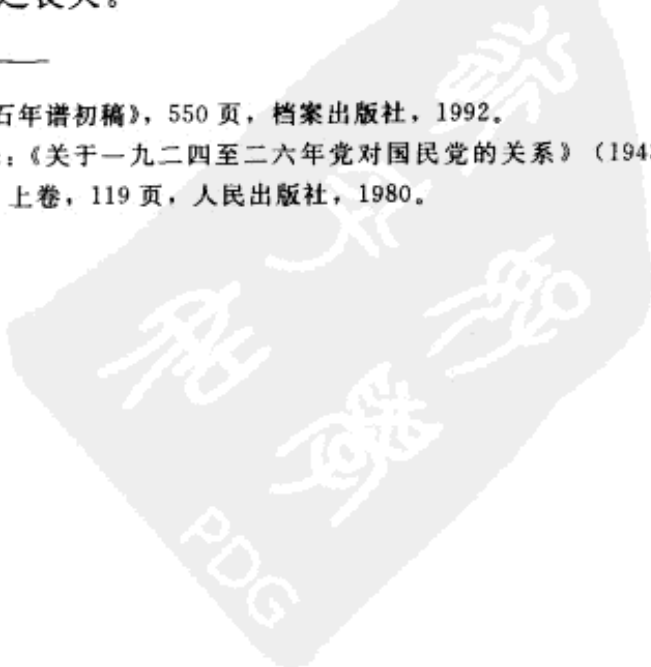 之长久。
石年谱初稿》，550 页，档案出版社，1992。
：《关于一九二四至二六年党对国民党的关系》（194
上卷，119 页，人民出版社，1980。
PDG